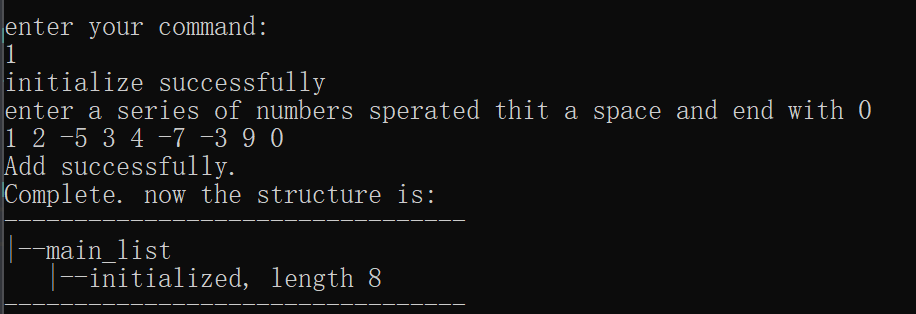 enter your command:
1
initialize successfully
enter a series of numbers sperated thit a space and end with 0
1 2 -5 3 4 -7 -3 9 0
Add successfully.
Complete. now the structure is:
---------------------------------
|--main_list
   |--initialized, length 8
---------------------------------